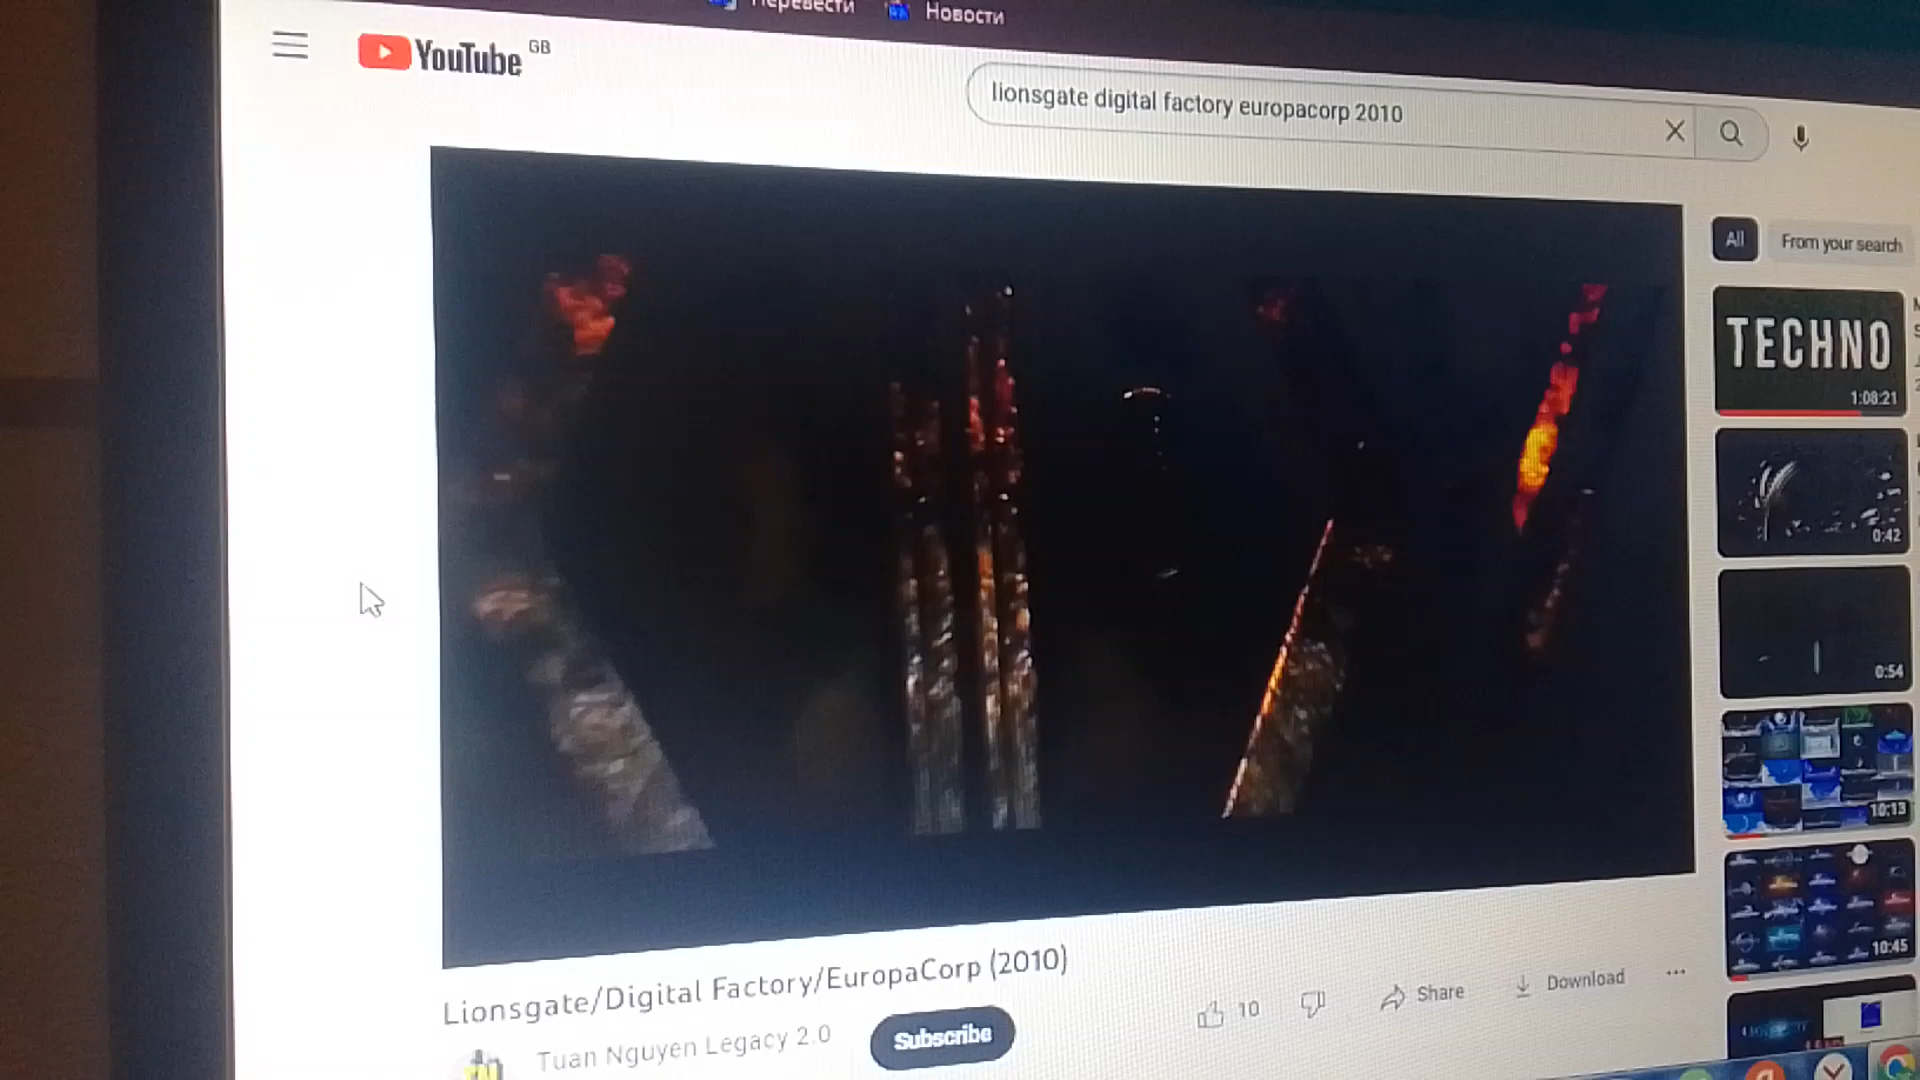 Перевести Новости
YouTube GB
lionsgate digital factory europacorp 2010
All From your search
TECHNO
1:08:21
0:42
0:54
10:13
10:45
Lionsgate/Digital Factory/EuropaCorp (2010)
Tuan Nguyen Legacy 2.0
Subscribe
10 Share Download